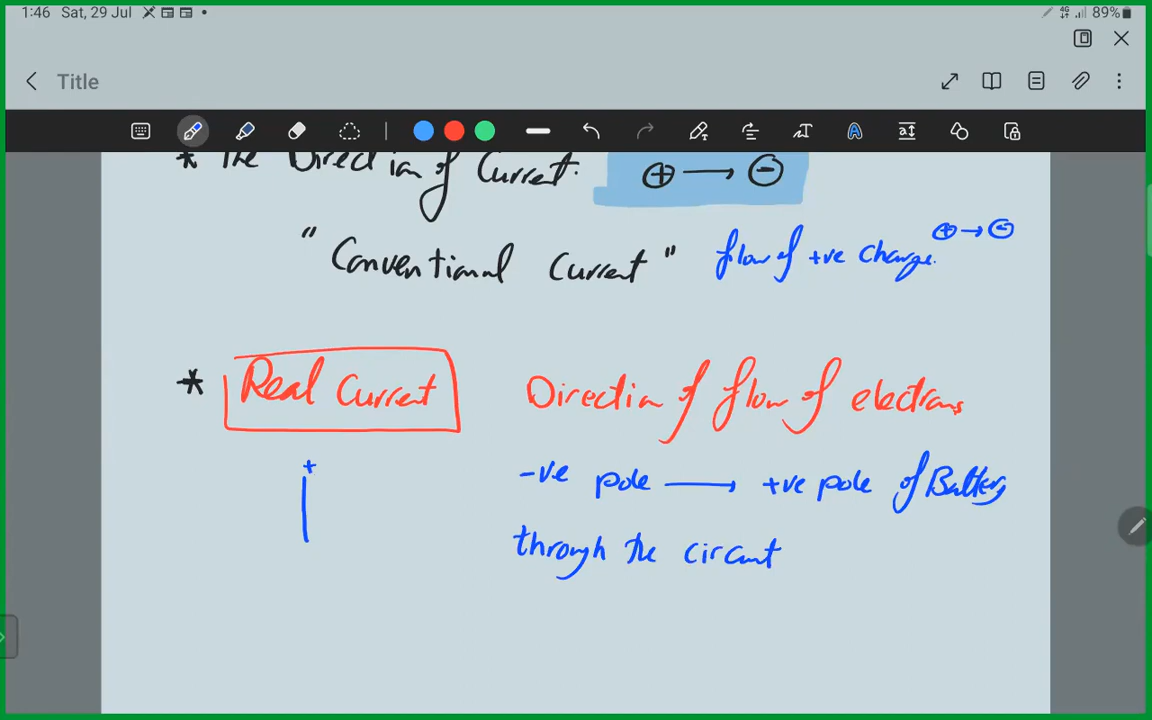 1:46 Sat, 29 Jul
4G 89%
Title
* The Direction of Current. ⊕ → ⊖
"Conventional Current" flow of +ve charge. ⊕ → ⊖
* Real Current Direction of flow of electrons
+
-ve pole → +ve pole of Battery
through the circuit